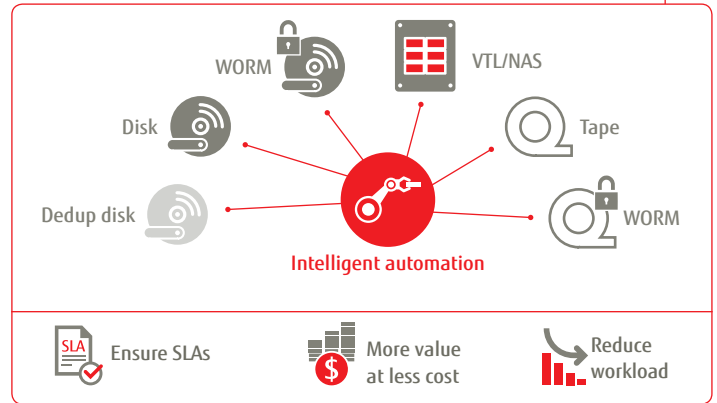 WORM
VTL/NAS
Disk
Tape
Dedup disk
WORM
Intelligent automation
SLA
Ensure SLAs
$
More value
at less cost
Reduce
workload